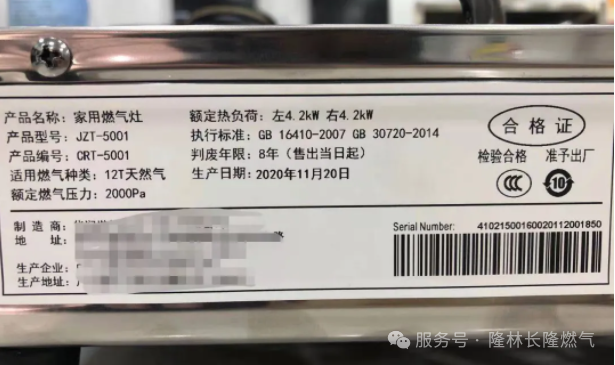 产品名称：家用燃气灶
产品型号：JZT-5001
产品编号：CRT-5001
适用燃气种类：12T天然气
额定燃气压力：2000Pa
额定热负荷：左4.2kW 右4.2kW
执行标准：GB 16410-2007 GB 30720-2014
判废年限：8年（售出当日起）
生产日期：2020年11月20日
合格证
检验合格 准予出厂
CCC
10
制造商：
地址：
生产企业：
生产地址：
Serial Number: 41021500160020112001850
服务号·隆林长隆燃气